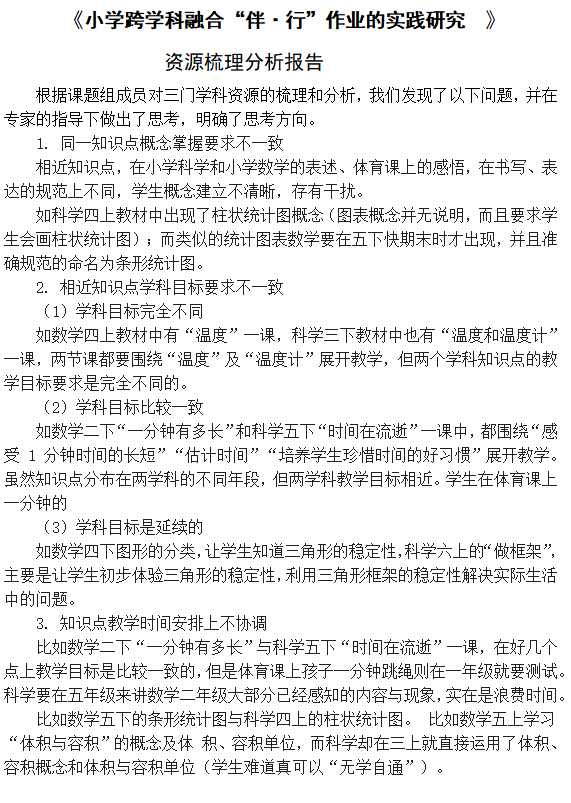 《小学跨学科融合“伴·行”作业的实践研究　》
资源梳理分析报告
根据课题组成员对三门学科资源的梳理和分析，我们发现了以下问题，并在
专家的指导下做出了思考，明确了思考方向。
1. 同一知识点概念掌握要求不一致
相近知识点，在小学科学和小学数学的表述、体育课上的感悟，在书写、表
达的规范上不同，学生概念建立不清晰，存有干扰。
如科学四上教材中出现了柱状统计图概念（图表概念并无说明，而且要求学
生会画柱状统计图）；而类似的统计图表数学要在五下快期末时才出现，并且准
确规范的命名为条形统计图。
2. 相近知识点学科目标要求不一致
（1）学科目标完全不同
如数学四上教材中有“温度”一课，科学三下教材中也有“温度和温度计”
一课，两节课都要围绕“温度”及“温度计”展开教学，但两个学科知识点的教
学目标要求是完全不同的。
（2）学科目标比较一致
如数学二下“一分钟有多长”和科学五下“时间在流逝”一课中，都围绕“感
受 1 分钟时间的长短”“估计时间”“培养学生珍惜时间的好习惯”展开教学。
虽然知识点分布在两学科的不同年段，但两学科教学目标相近。学生在体育课上
一分钟的
（3）学科目标是延续的
如数学四下图形的分类，让学生知道三角形的稳定性，科学六上的“做框架”，
主要是让学生初步体验三角形的稳定性，利用三角形框架的稳定性解决实际生活
中的问题。
3. 知识点教学时间安排上不协调
比如数学二下“一分钟有多长”与科学五下“时间在流逝”一课，在好几个
点上教学目标是比较一致的，但是体育课上孩子一分钟跳绳则在一年级就要测试。
科学要在五年级来讲数学二年级大部分已经感知的内容与现象，实在是浪费时间。
比如数学五下的条形统计图与科学四上的柱状统计图。 比如数学五上学习
“体积与容积”的概念及体 积、容积单位，而科学却在三上就直接运用了体积、
容积概念和体积与容积单位（学生难道真可以“无学自通”）。